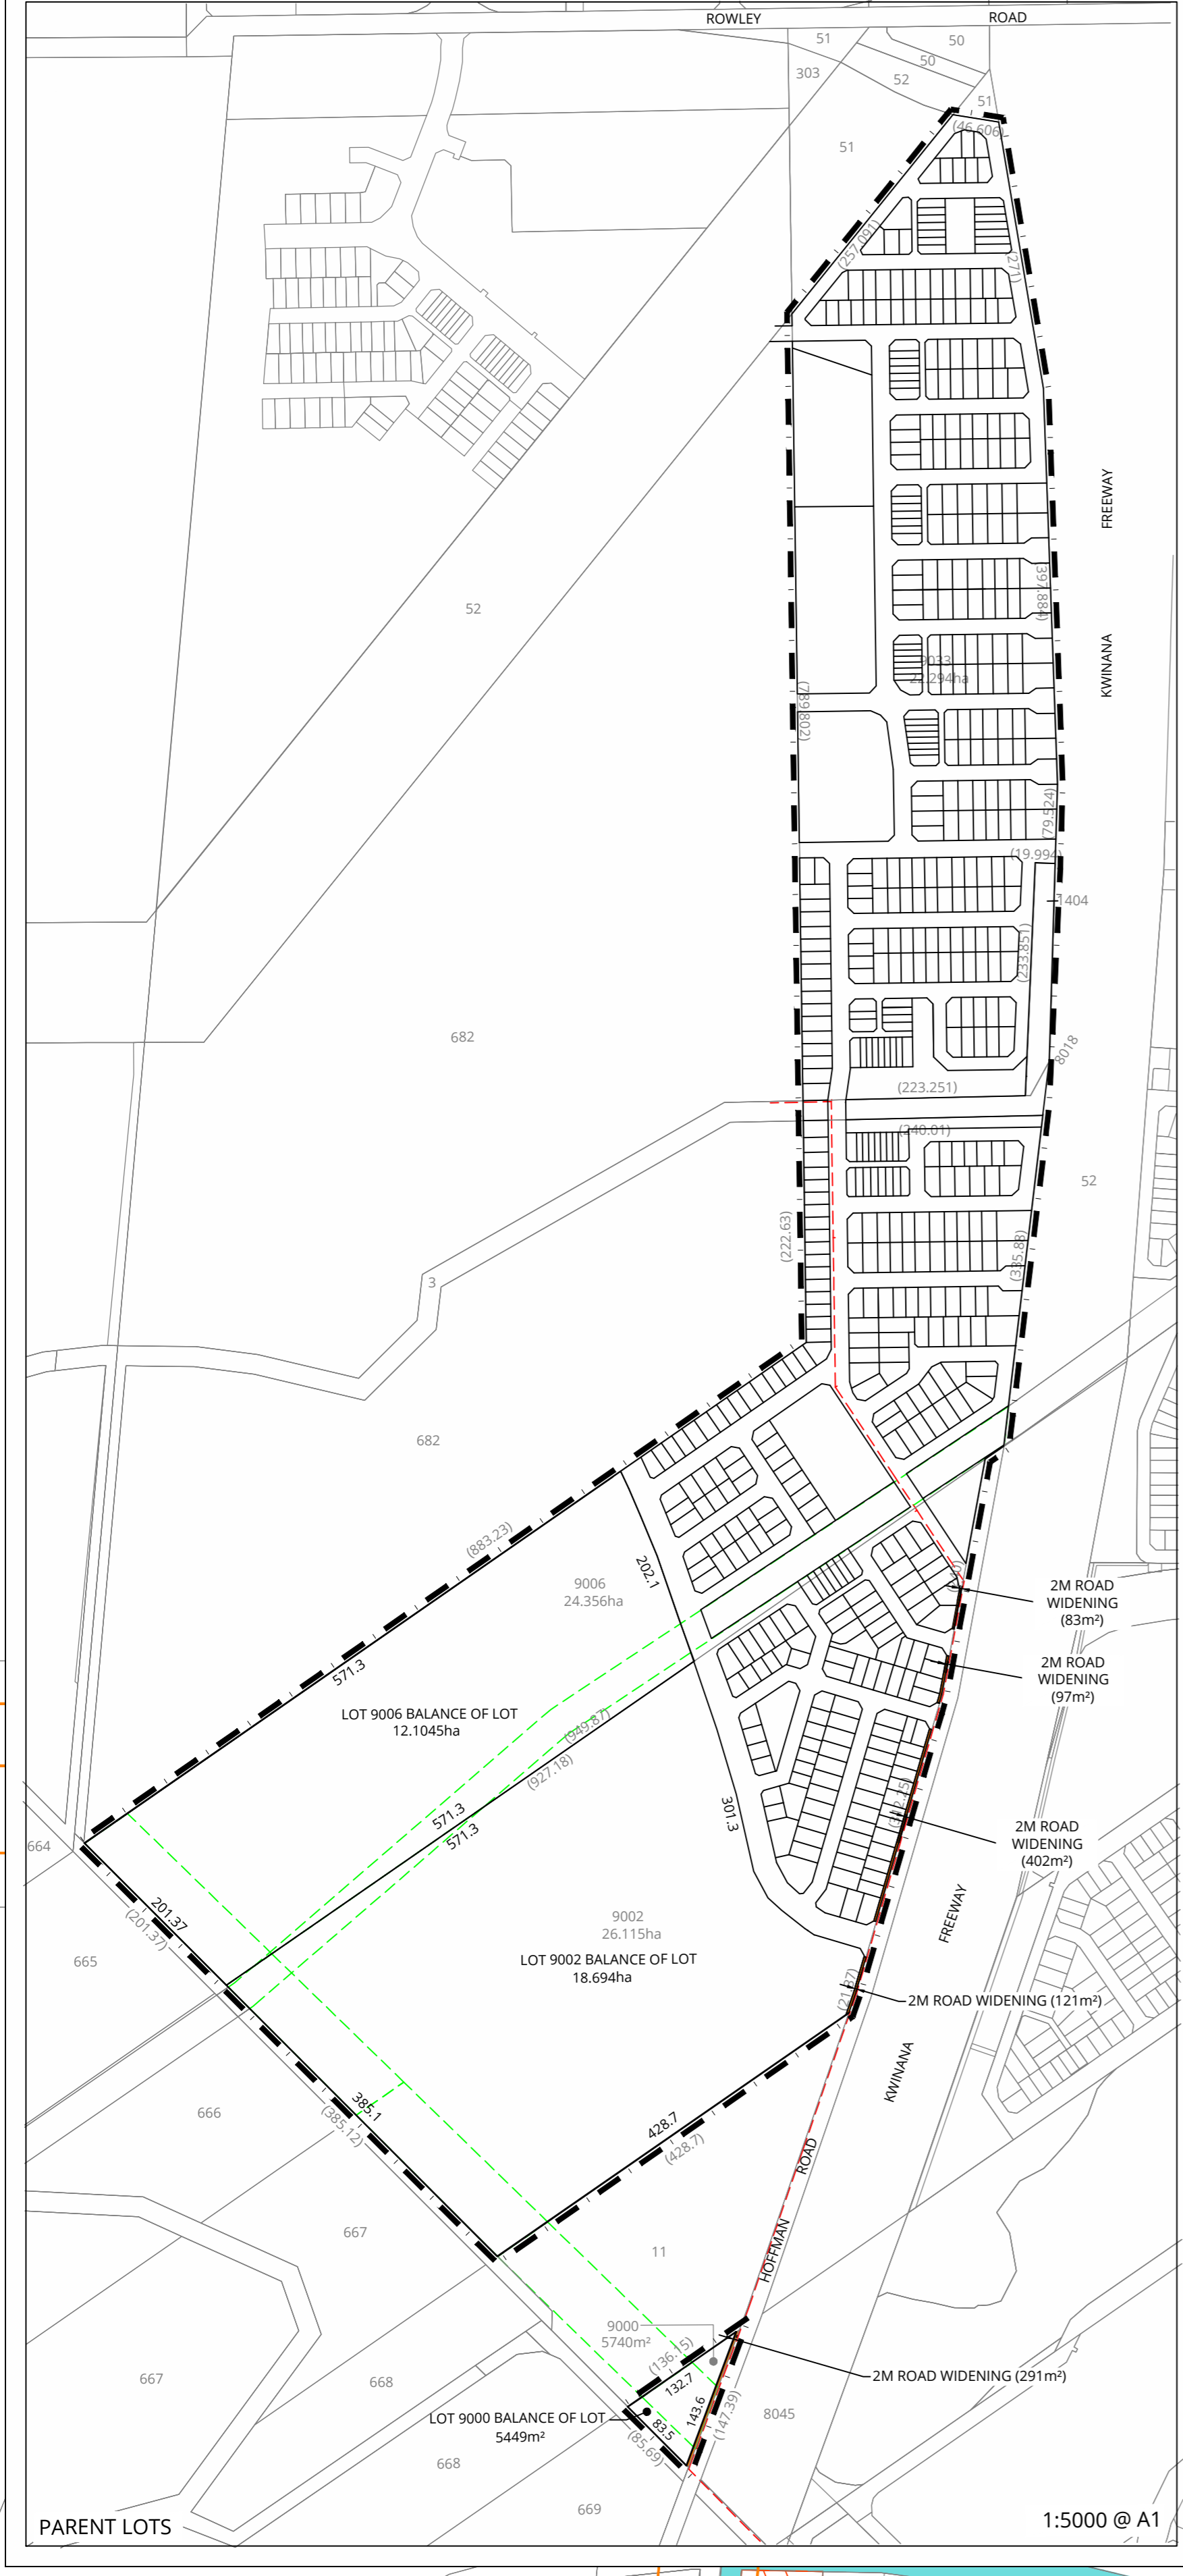 ROWLEY ROAD
51
50
50
303
52
51
51
(46.606)
(257.091)
(271)
FREEWAY
397.884)
52
KWINANA
9033
22.294ha
(789.802)
(79.524)
(19.994)
1404
(233.851)
682
8018
(223.251)
(240.01)
52
(222.63)
(335.88)
3
682
(883.23)
202.1
9006
24.356ha
2M ROAD
WIDENING
(83m²)
2M ROAD
WIDENING
(97m²)
571.3
LOT 9006 BALANCE OF LOT
12.1045ha
(949.87)
(927.18)
571.3
571.3
301.3
2M ROAD
WIDENING
(402m²)
664
201.37
(201.37)
9002
26.115ha
FREEWAY
665
LOT 9002 BALANCE OF LOT
18.694ha
2M ROAD WIDENING (121m²)
KWINANA
385.1
(385.12)
666
428.7
(428.7)
ROAD
667
11
HOFFMAN
9000
5740m²
(136.15)
132.7
2M ROAD WIDENING (291m²)
667
668
143.6
(147.39)
8045
LOT 9000 BALANCE OF LOT
5449m²
83.5
(85.69)
668
669
PARENT LOTS
1:5000 @ A1